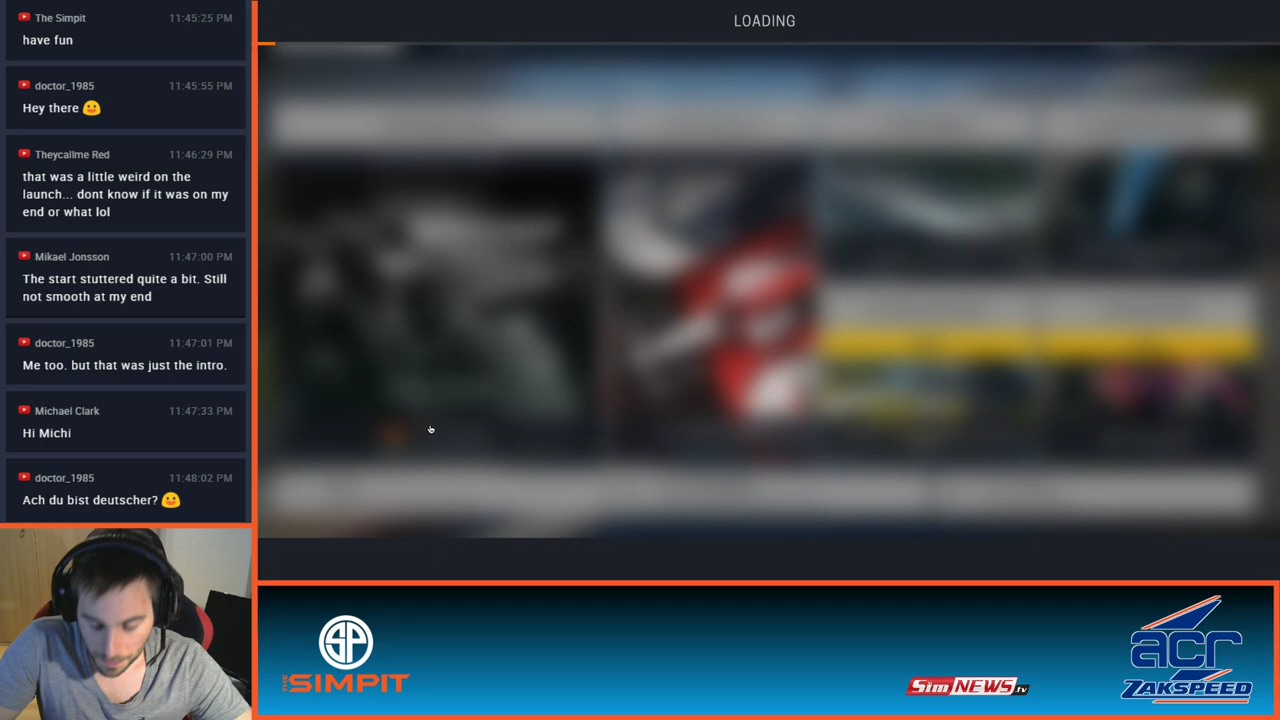 The Simpit 11:45:25 PM
have fun
doctor_1985 11:45:55 PM
Hey there 😛
Theycallme Red 11:46:29 PM
that was a little weird on the
launch... dont know if it was on my
end or what lol
Mikael Jonsson 11:47:00 PM
The start stuttered quite a bit. Still
not smooth at my end
doctor_1985 11:47:01 PM
Me too. but that was just the intro.
Michael Clark 11:47:33 PM
Hi Michi
doctor_1985 11:48:02 PM
Ach du bist deutscher? 😛
LOADING
SP
THE SIMPIT
SimNEWS.tv
acr
ZAKSPEED